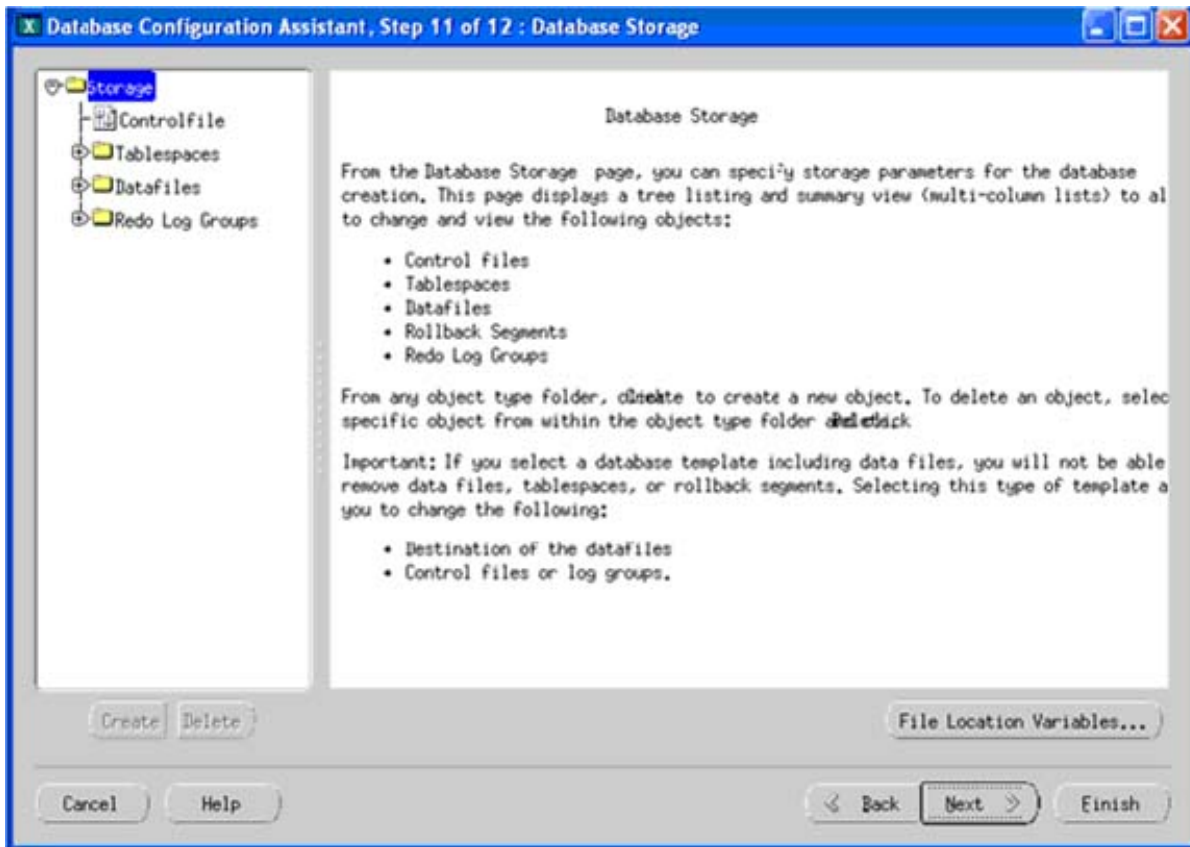 Database Configuration Assistant, Step 11 of 12 : Database Storage
Storage
Controlfile
Tablespaces
Datafiles
Redo Log Groups
Database Storage
From the Database Storage page, you can specify storage parameters for the database
creation. This page displays a tree listing and summary view (multi-column lists) to al
to change and view the following objects:
• Control files
• Tablespaces
• Datafiles
• Rollback Segments
• Redo Log Groups
From any object type folder, to create a new object. To delete an object, selec
specific object from within the object type folder
Important: If you select a database template including data files, you will not be able
remove data files, tablespaces, or rollback segments. Selecting this type of template a
you to change the following:
• Destination of the datafiles
• Control files or log groups.
Create
Delete
File Location Variables...
Cancel
Help
Back
Next
Finish